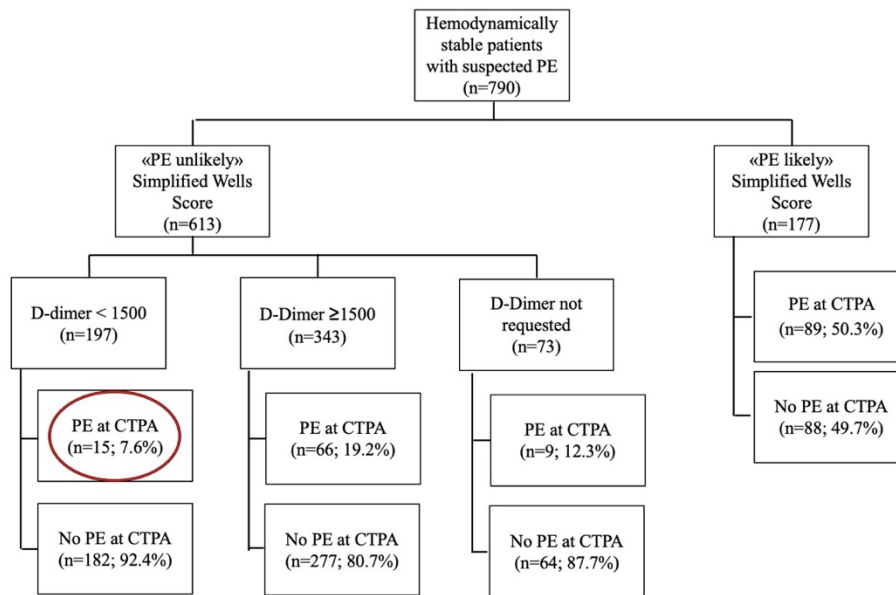 Hemodynamically
stable patients
with suspected PE
(n=790)
«PE unlikely»
Simplified Wells
Score
(n=613)
«PE likely»
Simplified Wells
Score
(n=177)
D-dimer < 1500
(n=197)
D-Dimer ≥1500
(n=343)
D-Dimer not
requested
(n=73)
PE at CTPA
(n=89; 50.3%)
No PE at CTPA
(n=88; 49.7%)
PE at CTPA
(n=15; 7.6%)
PE at CTPA
(n=66; 19.2%)
PE at CTPA
(n=9; 12.3%)
No PE at CTPA
(n=182; 92.4%)
No PE at CTPA
(n=277; 80.7%)
No PE at CTPA
(n=64; 87.7%)